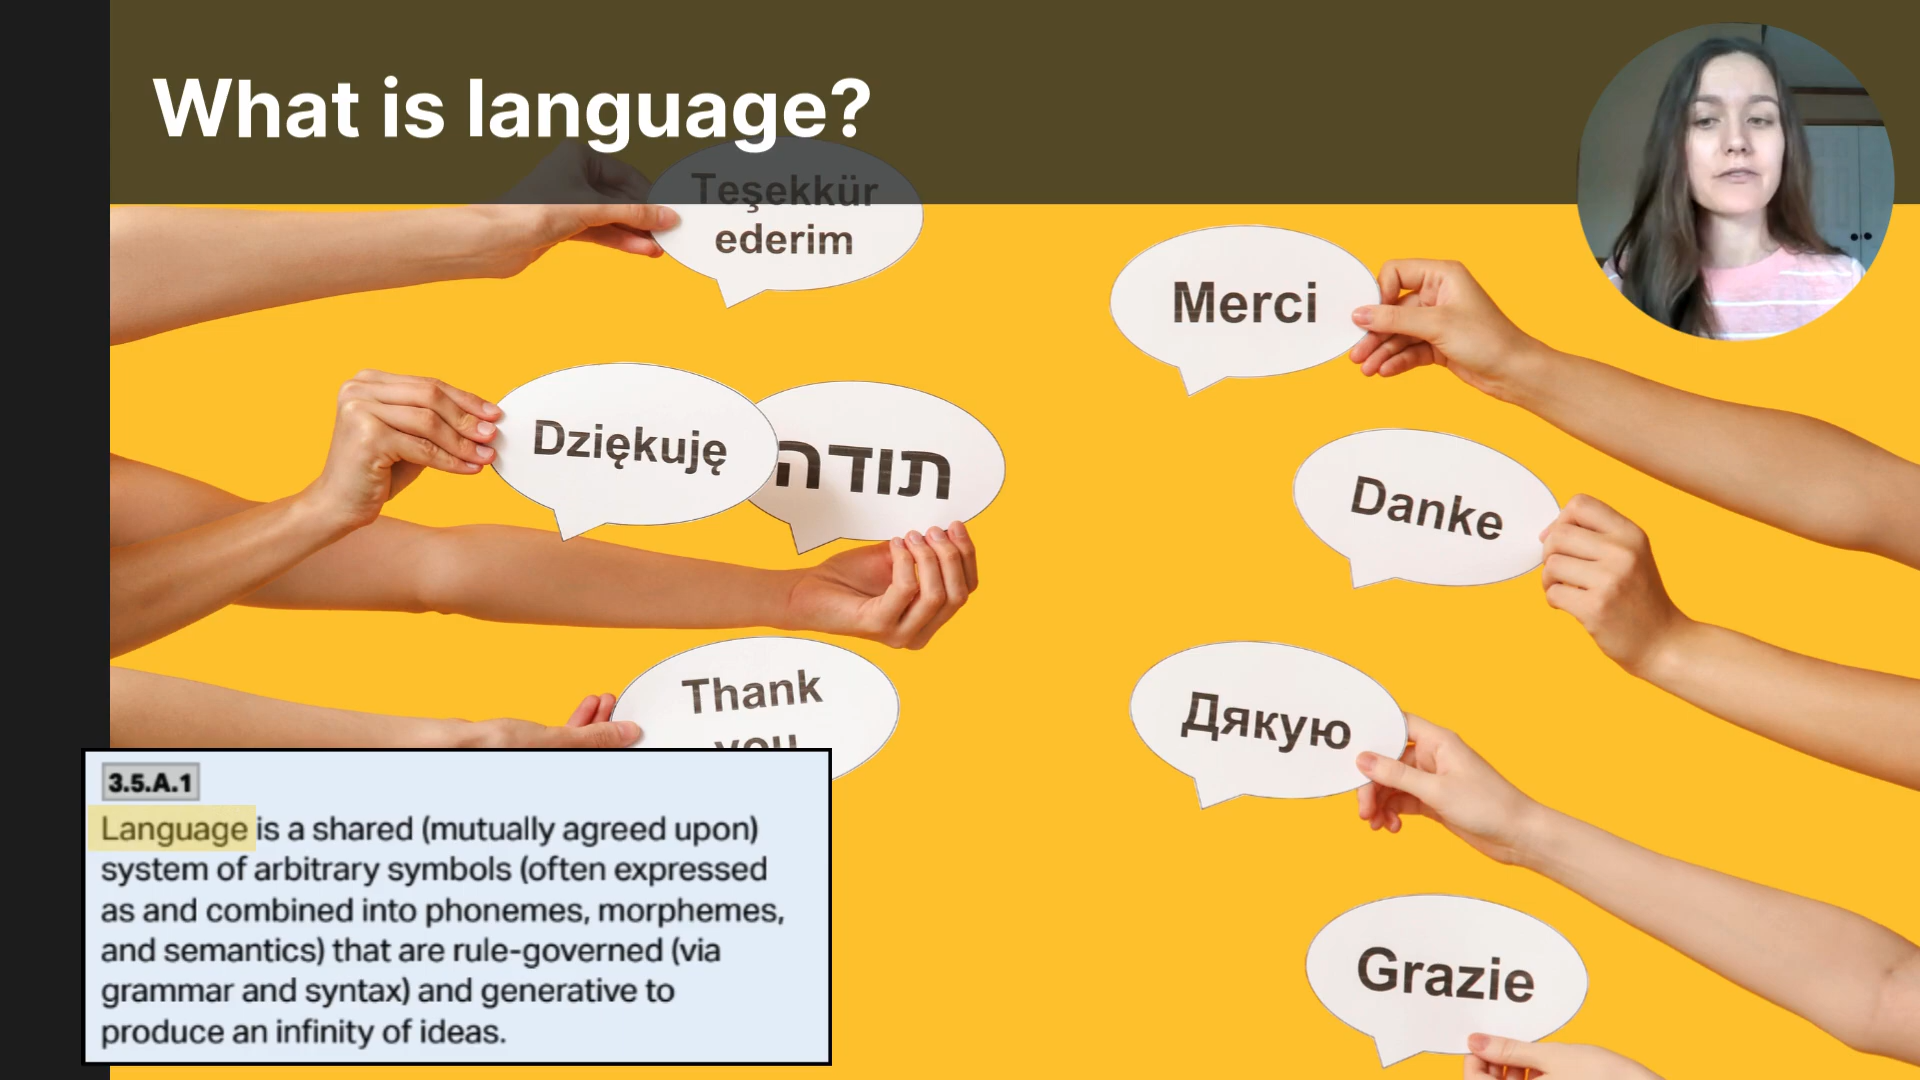 What is language?
Teşekkür
ederim
Merci
Dziękuję
תודה
Danke
Thank
you
Дякую
Grazie
3.5.A.1
Language is a shared (mutually agreed upon)
system of arbitrary symbols (often expressed
as and combined into phonemes, morphemes,
and semantics) that are rule-governed (via
grammar and syntax) and generative to
produce an infinity of ideas.